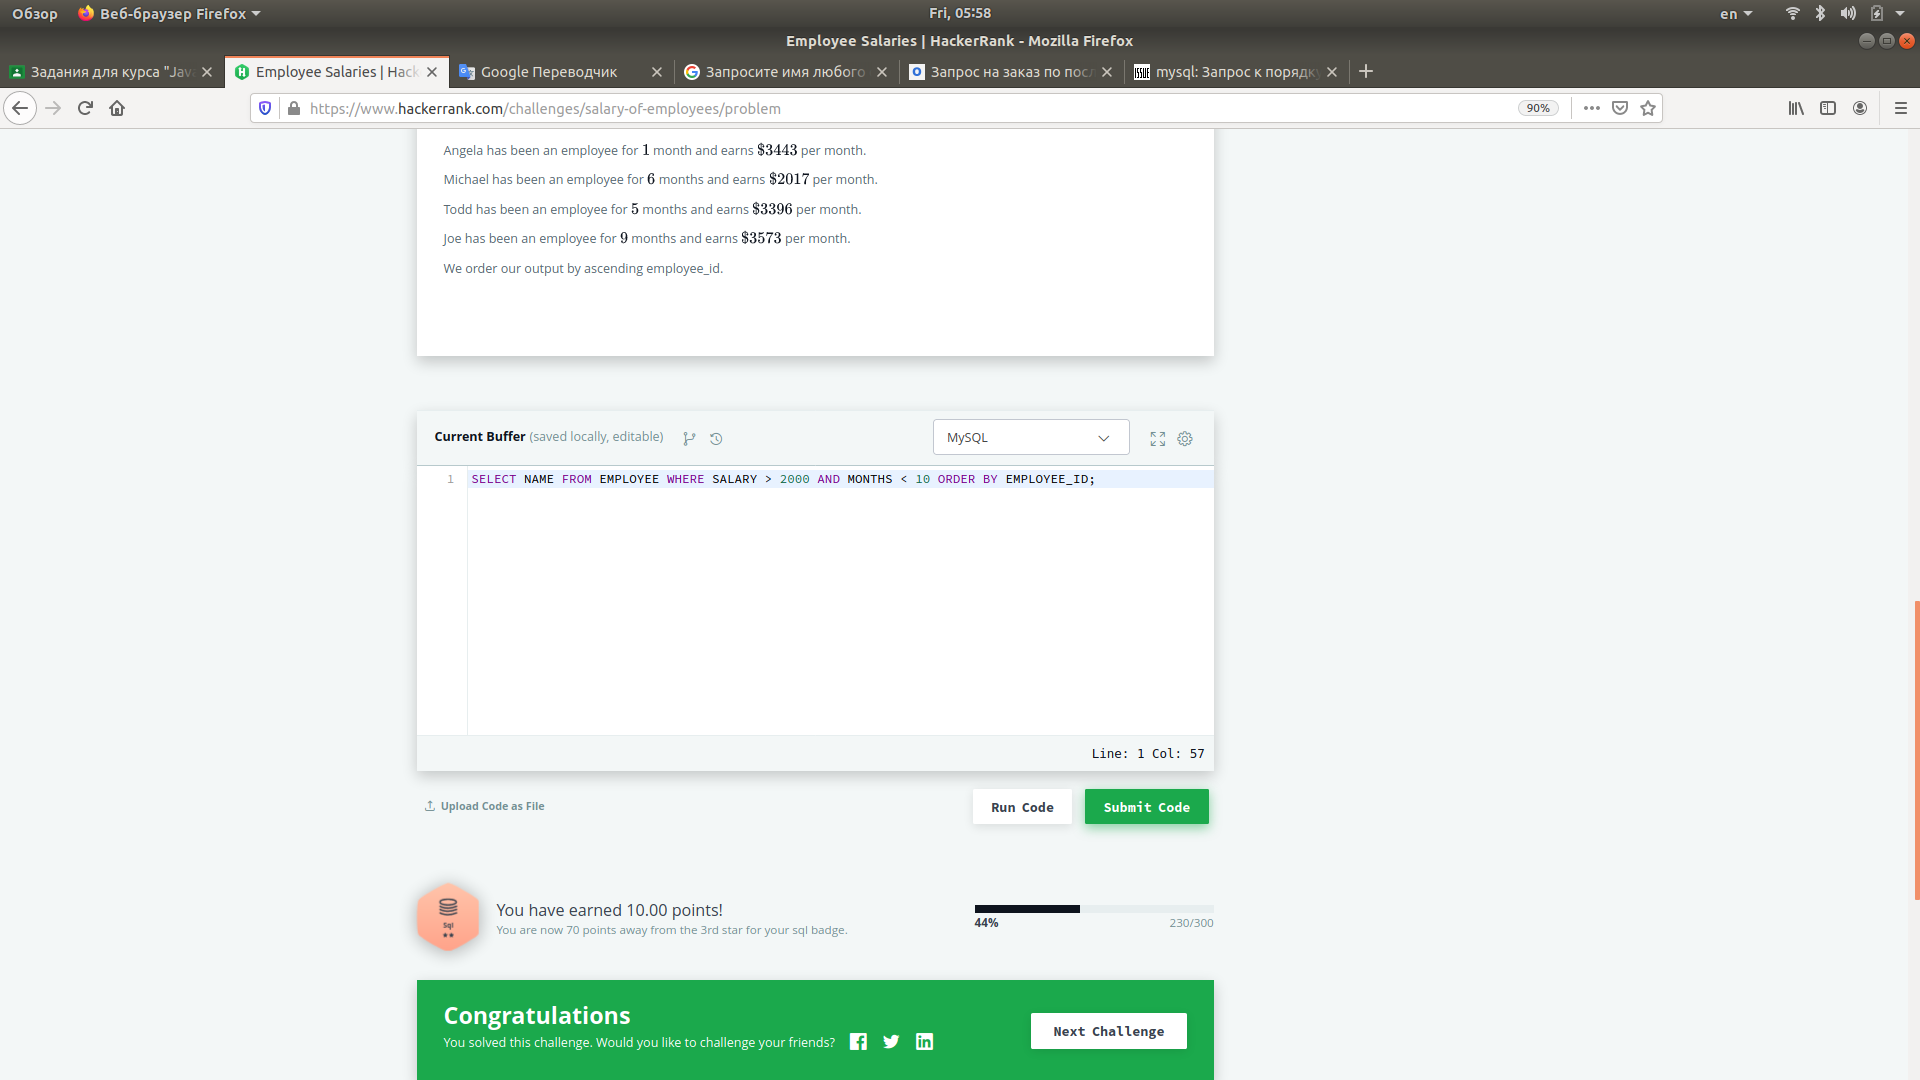 Обзор Веб-браузер Firefox Fri, 05:58 en
Employee Salaries | HackerRank - Mozilla Firefox
Задания для курса "Jav Employee Salaries | Hack Google Переводчик Запросите имя любого Запрос на заказ по посл mysql: Запрос к порядку
https://www.hackerrank.com/challenges/salary-of-employees/problem 90%
Angela has been an employee for 1 month and earns $3443 per month.
Michael has been an employee for 6 months and earns $2017 per month.
Todd has been an employee for 5 months and earns $3396 per month.
Joe has been an employee for 9 months and earns $3573 per month.
We order our output by ascending employee_id.
Current Buffer (saved locally, editable) MySQL
1 SELECT NAME FROM EMPLOYEE WHERE SALARY > 2000 AND MONTHS < 10 ORDER BY EMPLOYEE_ID;
Line: 1 Col: 57
Upload Code as File Run Code Submit Code
Sql
You have earned 10.00 points!
You are now 70 points away from the 3rd star for your sql badge.
44% 230/300
Congratulations
You solved this challenge. Would you like to challenge your friends?
Next Challenge